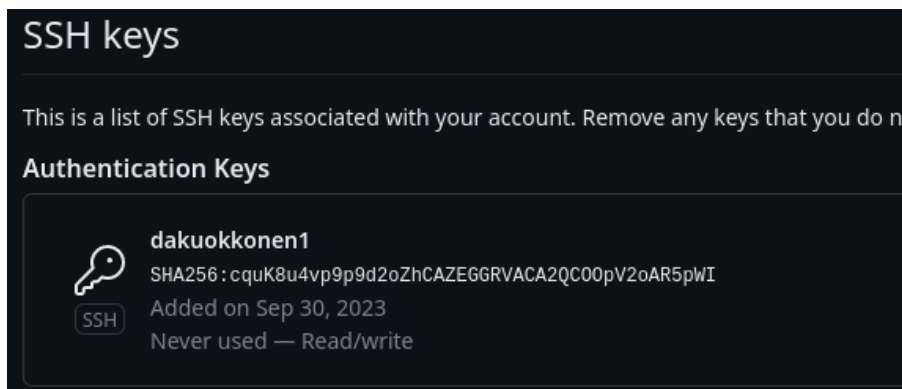 SSH keys
This is a list of SSH keys associated with your account. Remove any keys that you do n
Authentication Keys
dakuokkonen1
SHA256:cquK8u4vp9p9d2oZhCAZEGGRVACA2QCOOpV2oAR5pWI
Added on Sep 30, 2023
SSH
Never used — Read/write